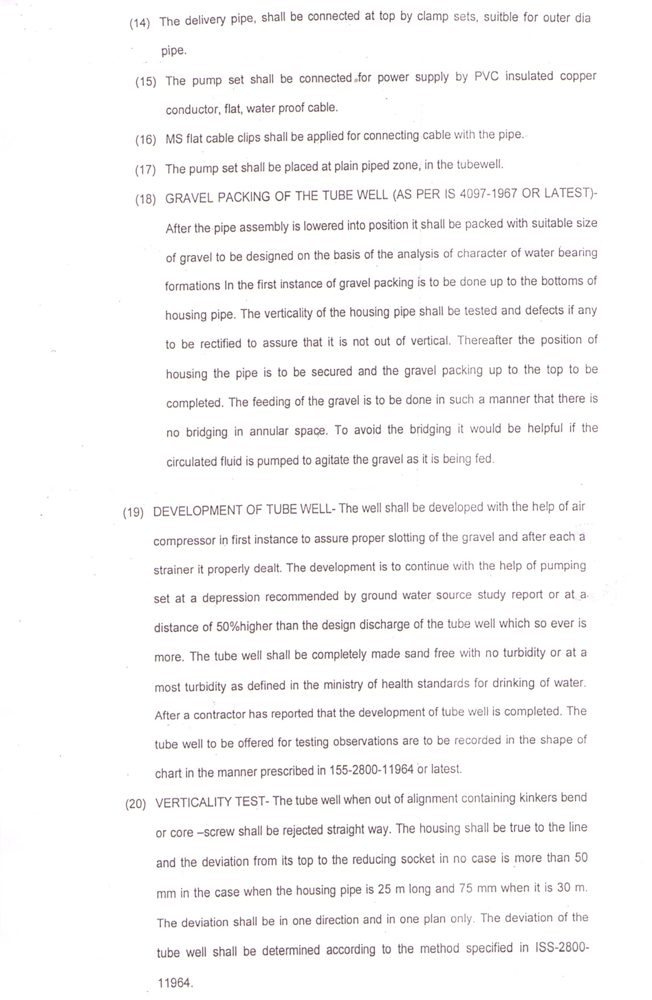 (14) The delivery pipe, shall be connected at top by clamp sets, suitble for outer dia
pipe.
(15) The pump set shall be connected for power supply by PVC insulated copper
conductor, flat, water proof cable.
(16) MS flat cable clips shall be applied for connecting cable with the pipe.
(17) The pump set shall be placed at plain piped zone, in the tubewell.
(18) GRAVEL PACKING OF THE TUBE WELL (AS PER IS 4097-1967 OR LATEST)-
After the pipe assembly is lowered into position it shall be packed with suitable size
of gravel to be designed on the basis of the analysis of character of water bearing
formations In the first instance of gravel packing is to be done up to the bottoms of
housing pipe. The verticality of the housing pipe shall be tested and defects if any
to be rectified to assure that it is not out of vertical. Thereafter the position of
housing the pipe is to be secured and the gravel packing up to the top to be
completed. The feeding of the gravel is to be done in such a manner that there is
no bridging in annular space. To avoid the bridging it would be helpful if the
circulated fluid is pumped to agitate the gravel as it is being fed.
(19) DEVELOPMENT OF TUBE WELL- The well shall be developed with the help of air
compressor in first instance to assure proper slotting of the gravel and after each a
strainer it properly dealt. The development is to continue with the help of pumping
set at a depression recommended by ground water source study report or at a
distance of 50%higher than the design discharge of the tube well which so ever is
more. The tube well shall be completely made sand free with no turbidity or at a
most turbidity as defined in the ministry of health standards for drinking of water.
After a contractor has reported that the development of tube well is completed. The
tube well to be offered for testing observations are to be recorded in the shape of
chart in the manner prescribed in 155-2800-11964 or latest.
(20) VERTICALITY TEST- The tube well when out of alignment containing kinkers bend
or core –screw shall be rejected straight way. The housing shall be true to the line
and the deviation from its top to the reducing socket in no case is more than 50
mm in the case when the housing pipe is 25 m long and 75 mm when it is 30 m.
The deviation shall be in one direction and in one plan only. The deviation of the
tube well shall be determined according to the method specified in ISS-2800-
11964.